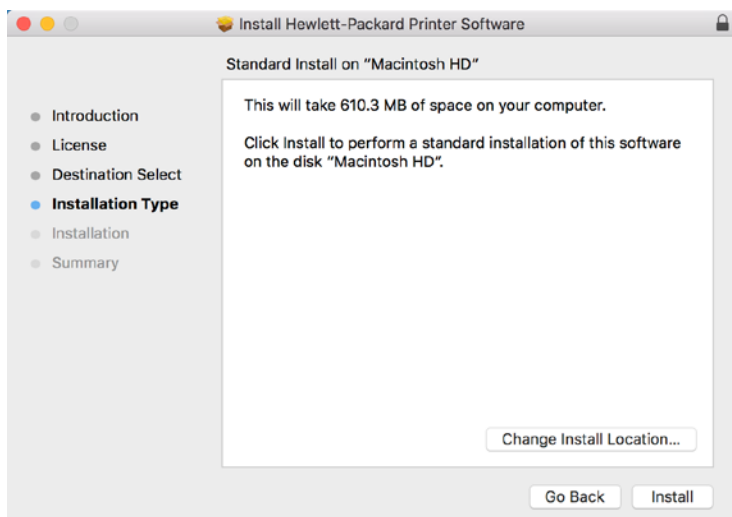 Install Hewlett-Packard Printer Software
Standard Install on “Macintosh HD”
Introduction
License
Destination Select
Installation Type
Installation
Summary
This will take 610.3 MB of space on your computer.
Click Install to perform a standard installation of this software
on the disk “Macintosh HD”.
Change Install Location...
Go Back
Install